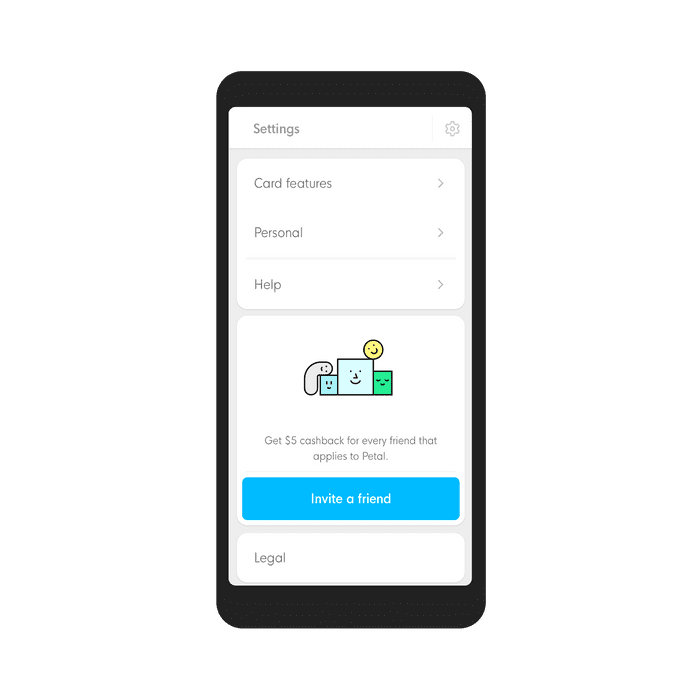 Settings
Card features
Personal
Help
Get $5 cashback for every friend that
applies to Petal.
Invite a friend
Legal